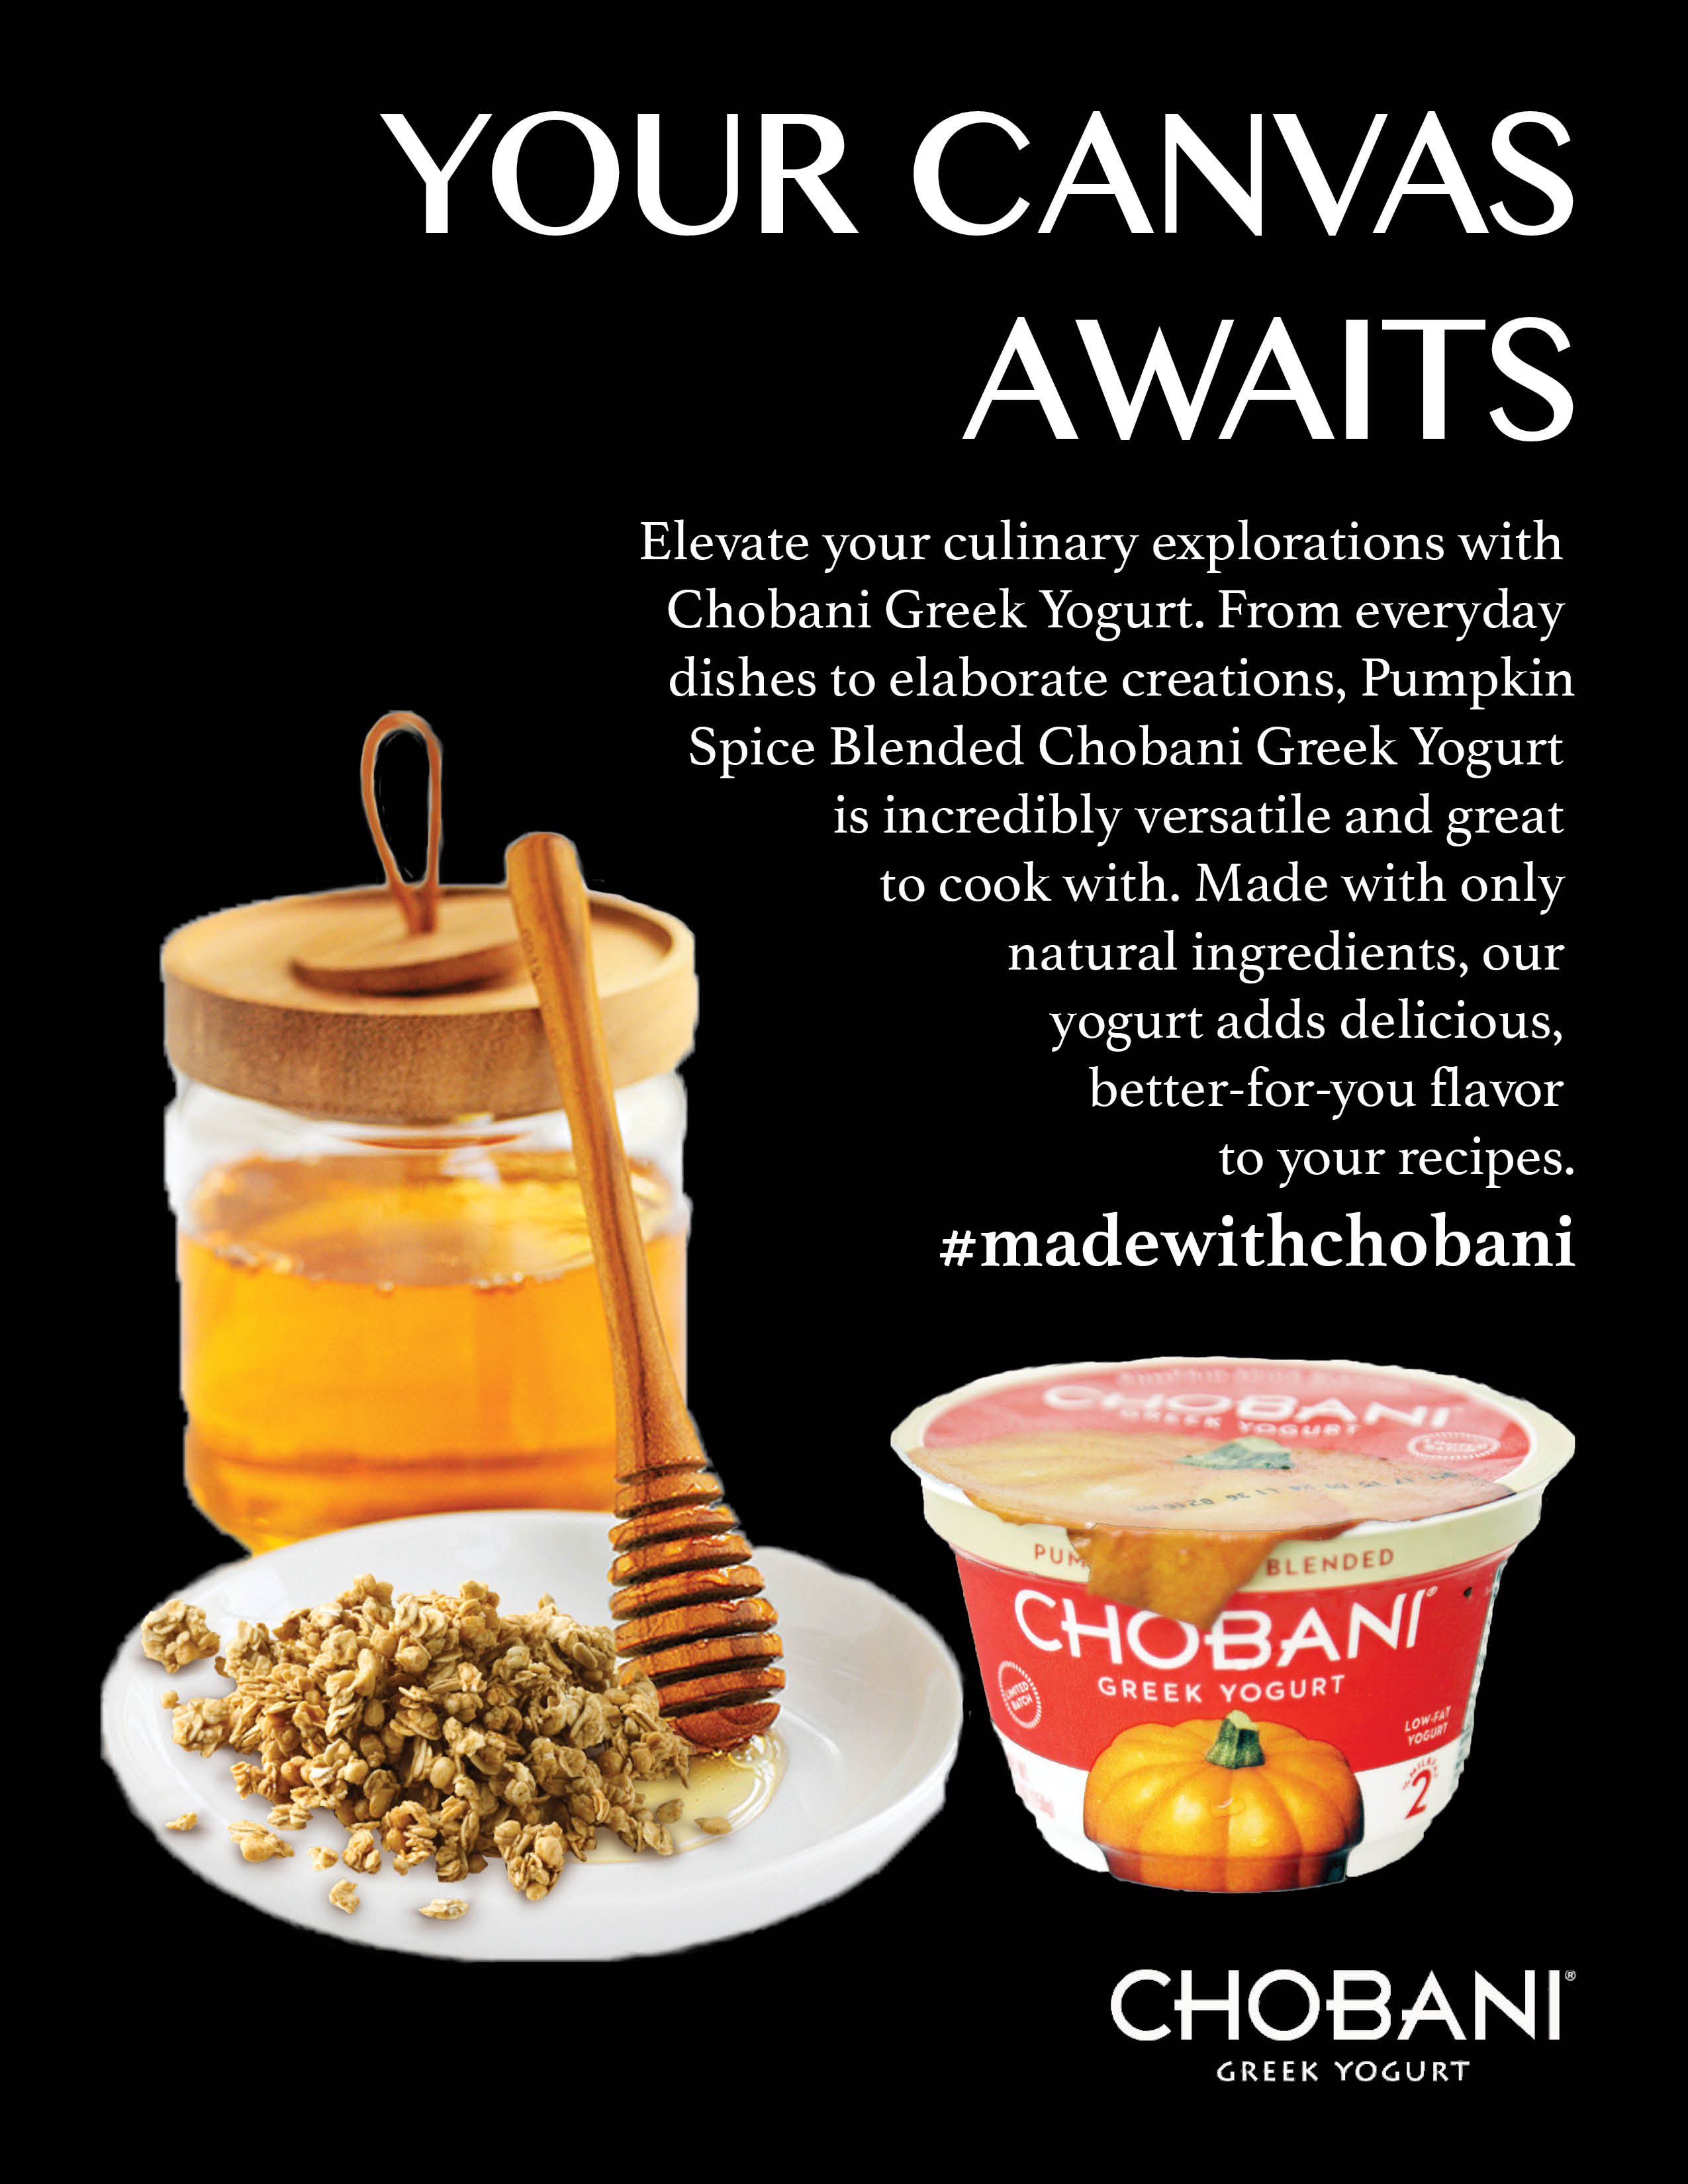 YOUR CANVAS
AWAITS
Elevate your culinary explorations with
Chobani Greek Yogurt. From everyday
dishes to elaborate creations, Pumpkin
Spice Blended Chobani Greek Yogurt
is incredibly versatile and great
to cook with. Made with only
natural ingredients, our
yogurt adds delicious,
better-for-you flavor
to your recipes.
#madewithchobani
CHOBANI
GREEK YOGURT
BLENDED
CHOBANI®
GREEK YOGURT
LIMITED
BATCH
LOW-FAT
YOGURT
2
CHOBANI®
GREEK YOGURT